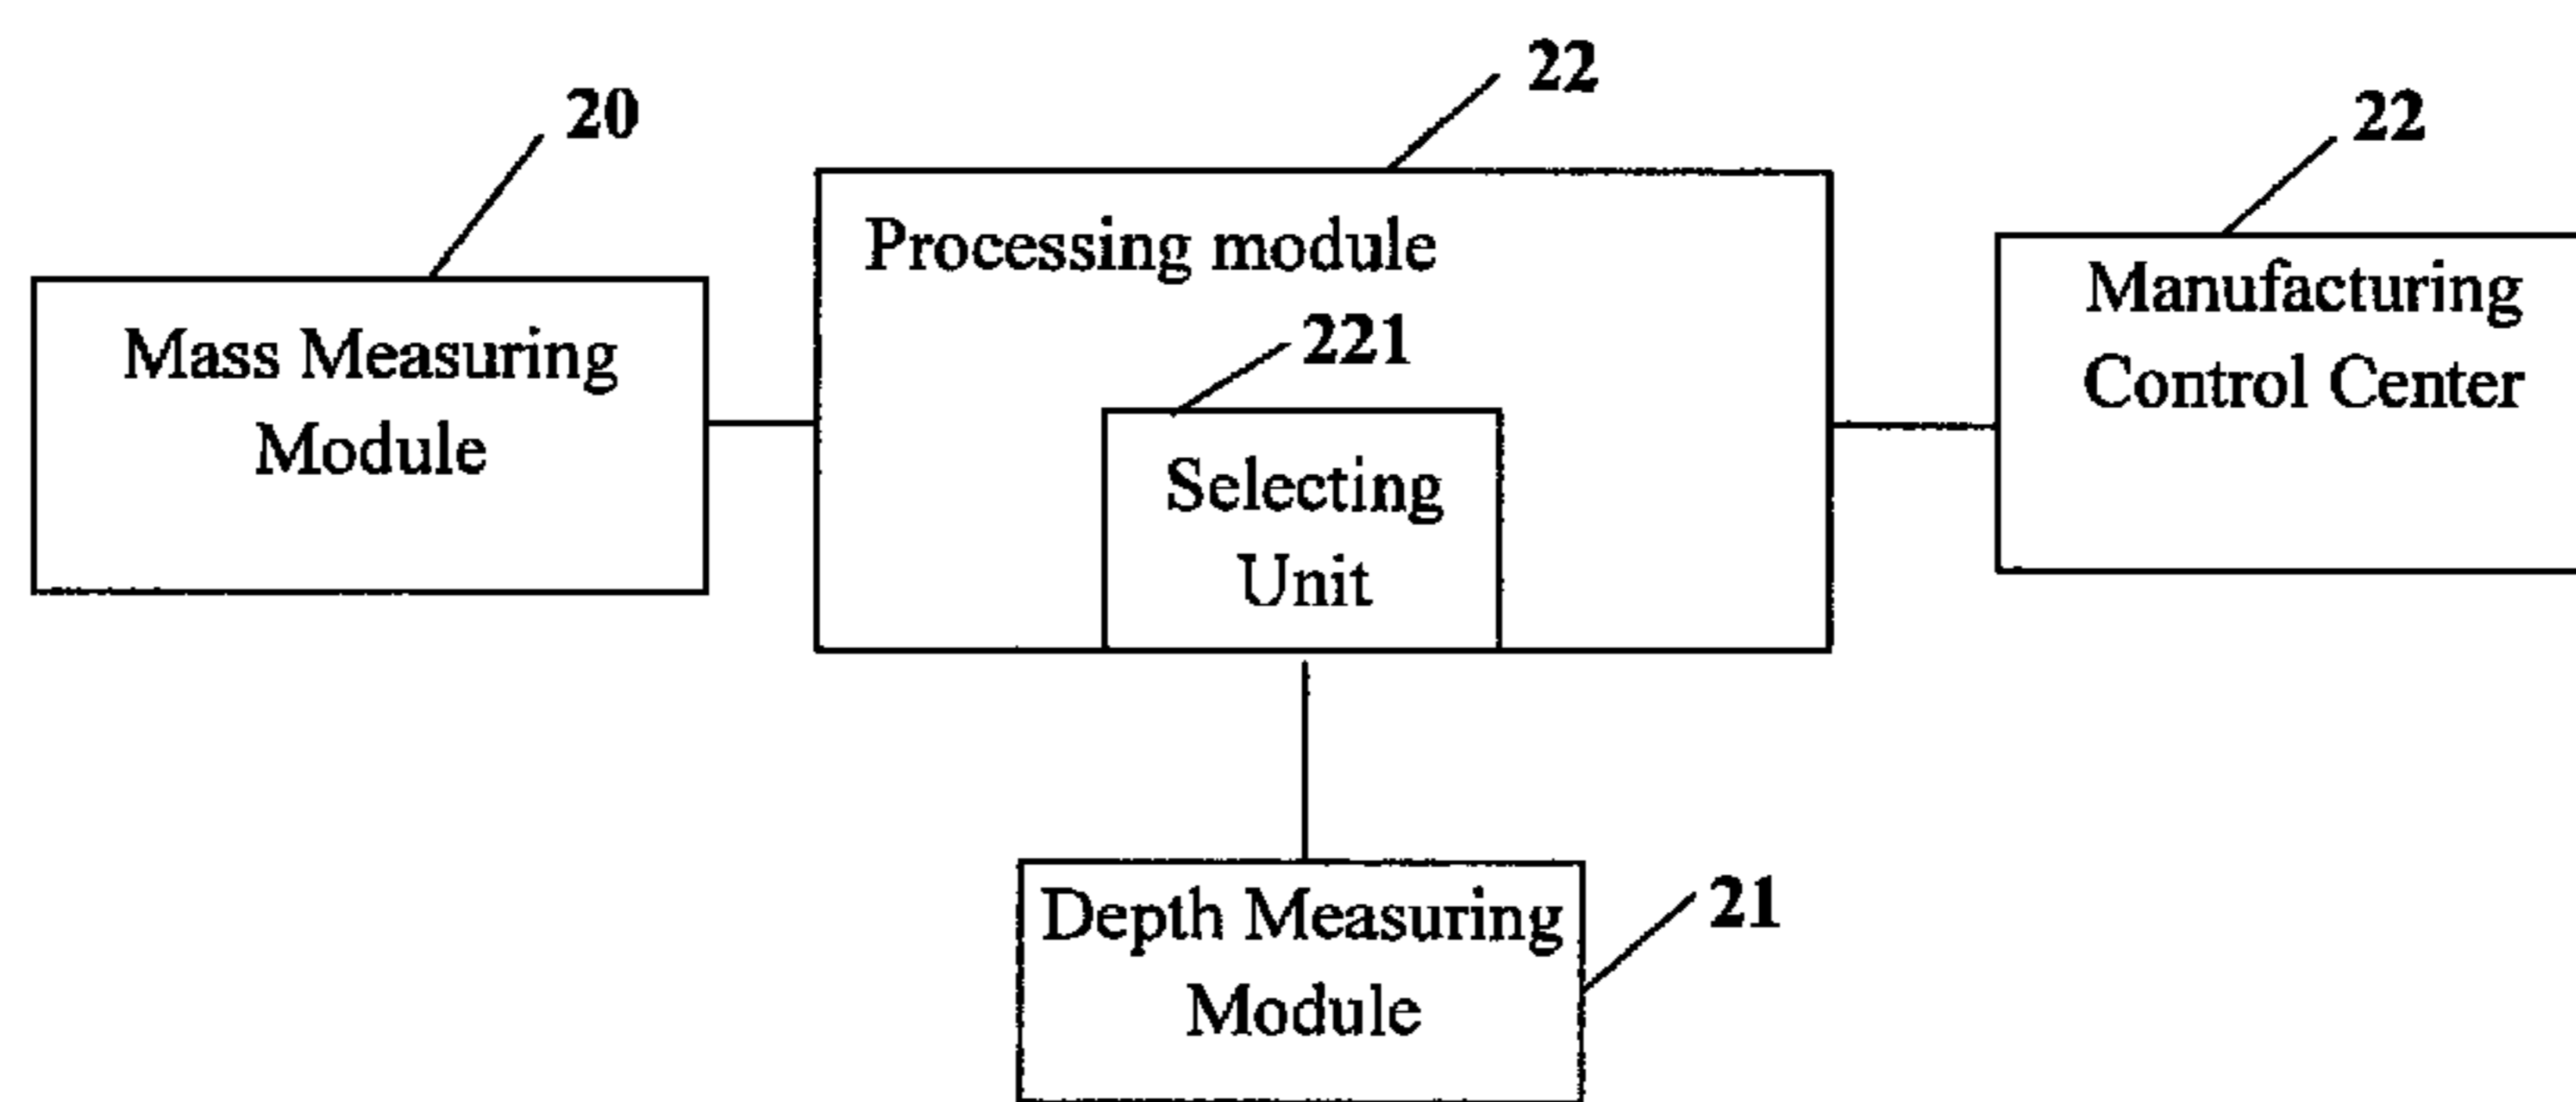 20
Mass Measuring
Module
22
Processing module
221
Selecting
Unit
22
Manufacturing
Control Center
Depth Measuring
Module
21